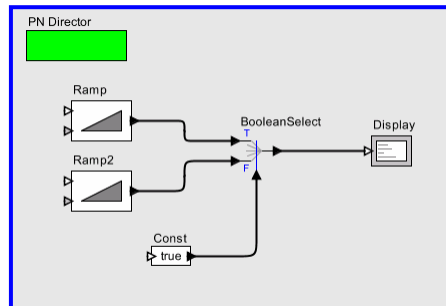 PN Director
Ramp
T
BooleanSelect
Display
Ramp2
F
Const
true